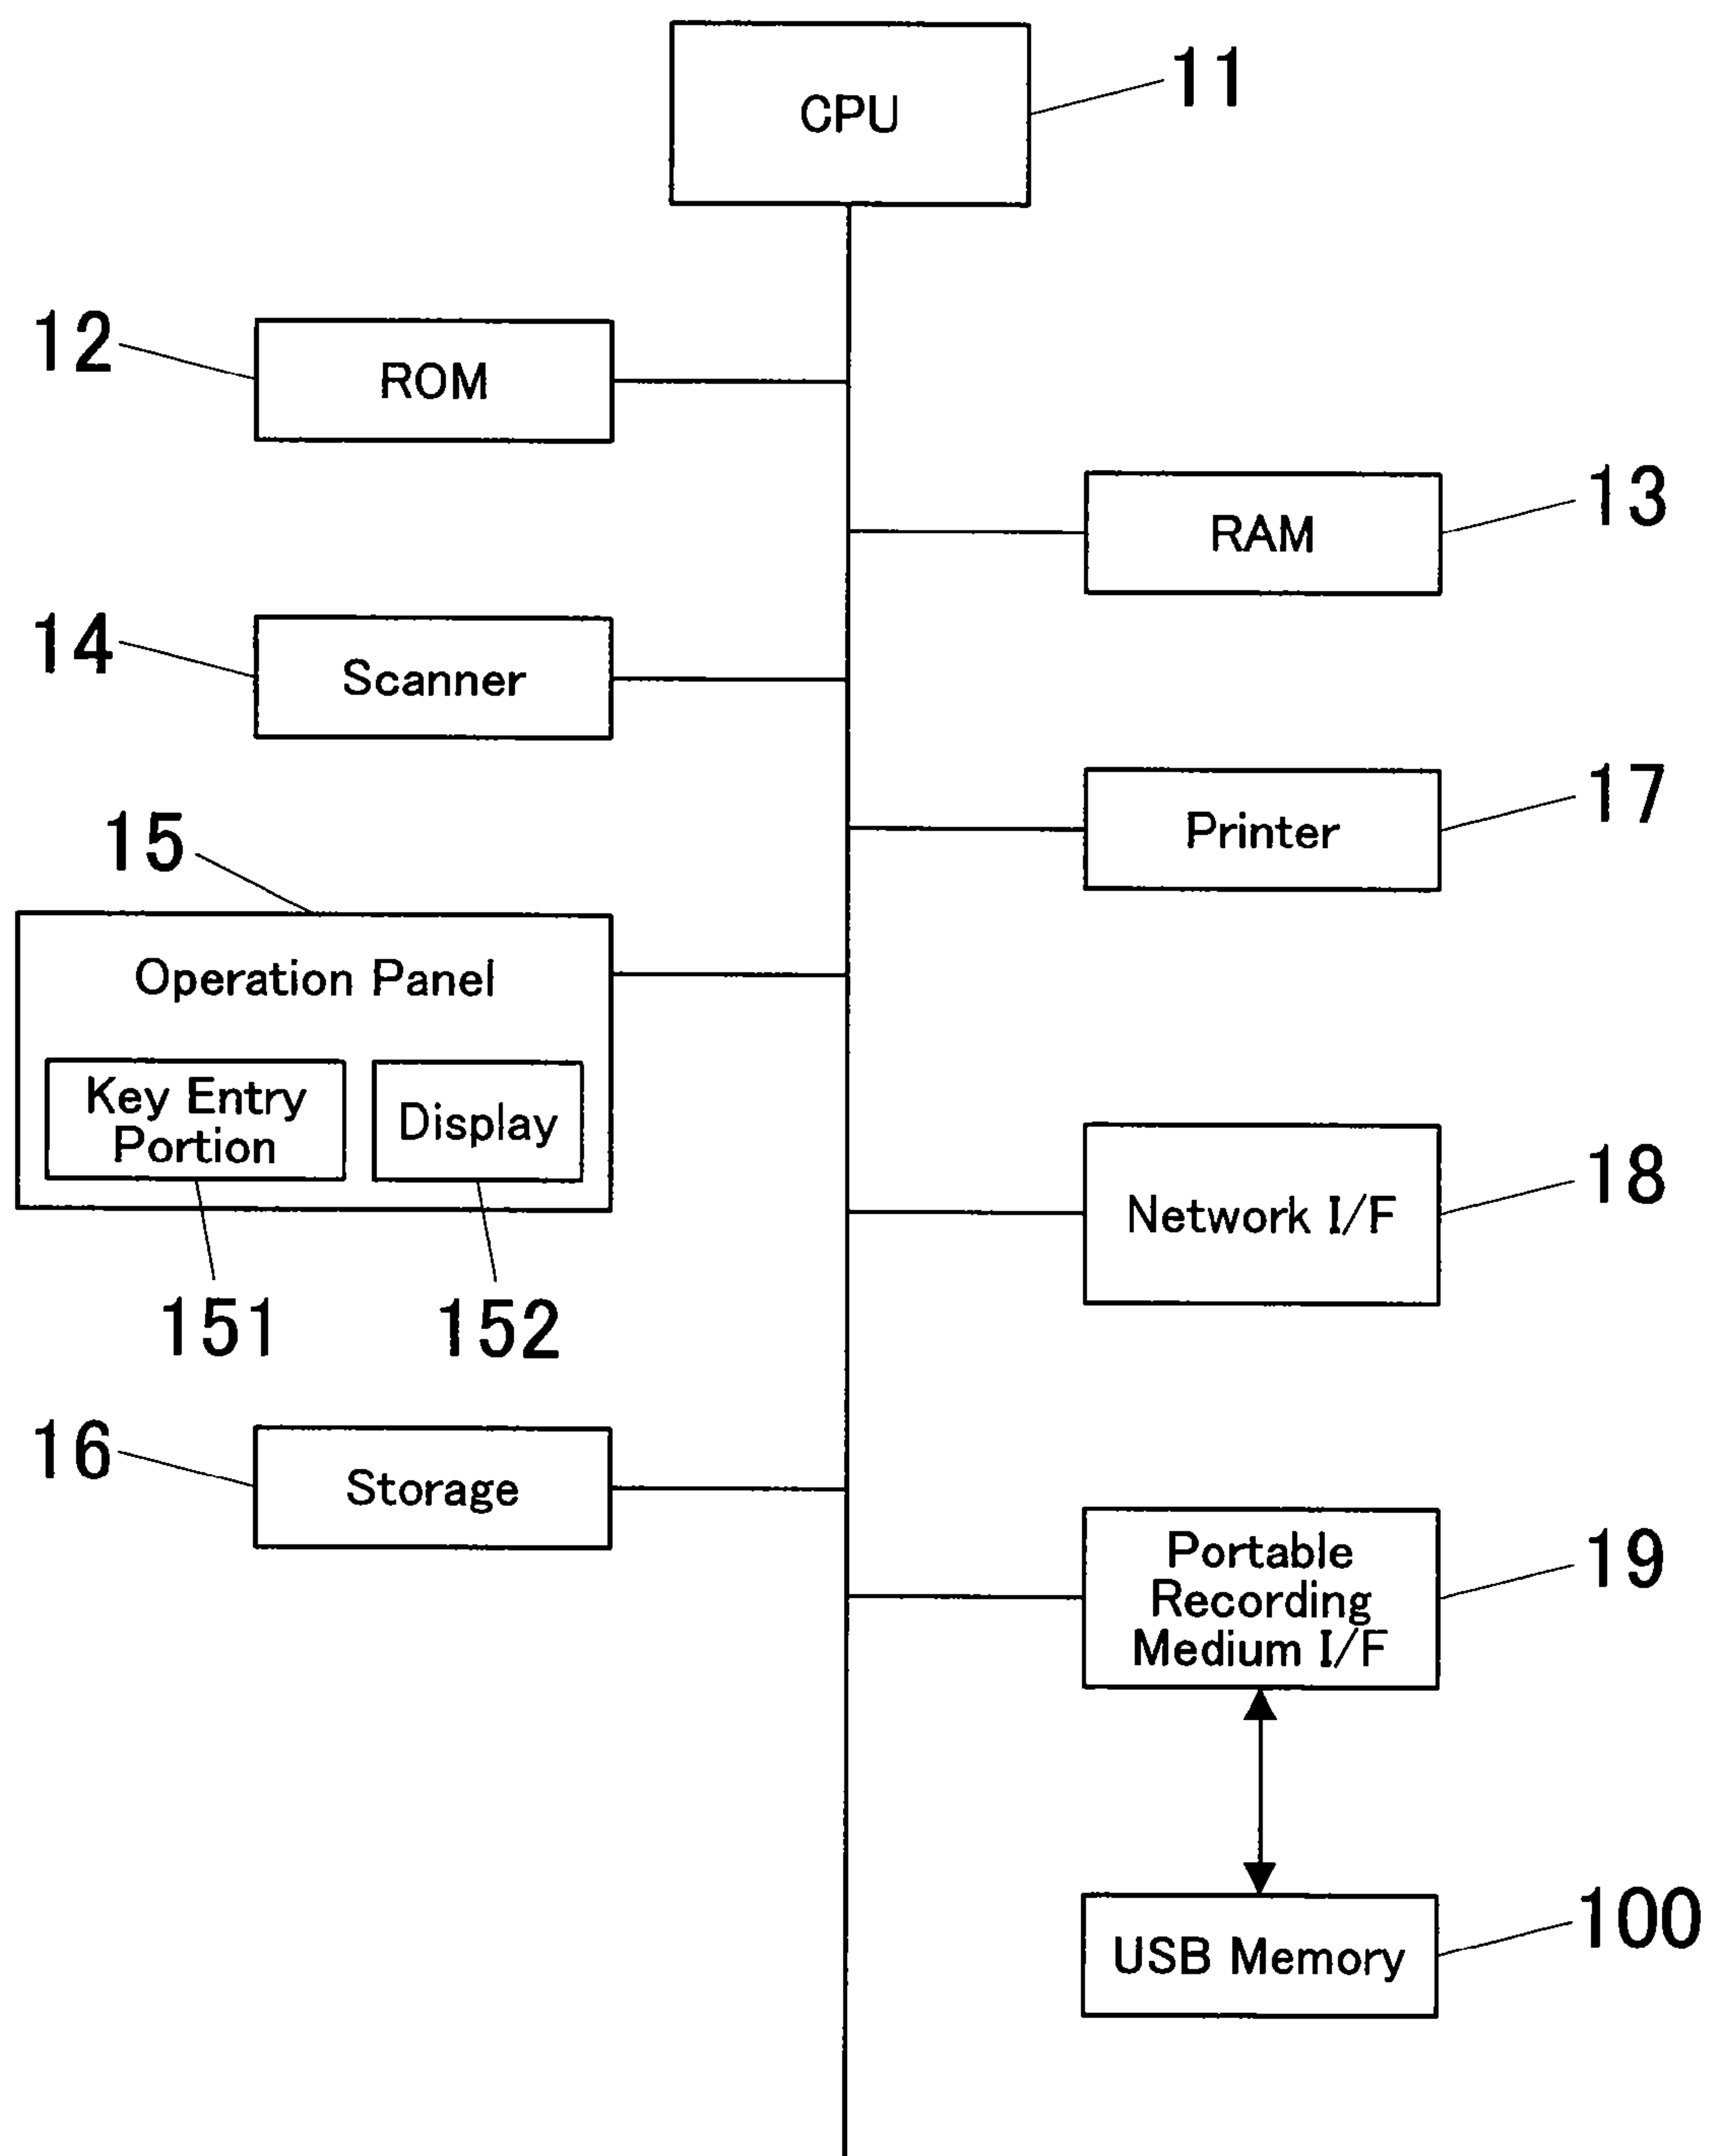 CPU
11
12
ROM
RAM
13
14
Scanner
Printer
17
15
Operation Panel
Key Entry
Portion
Display
151
152
Network I/F
18
16
Storage
Portable
Recording
Medium I/F
19
USB Memory
100